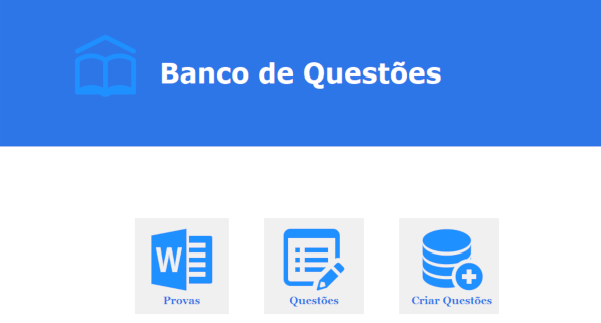 Banco de Questões
W
Provas
Questões
Criar Questões